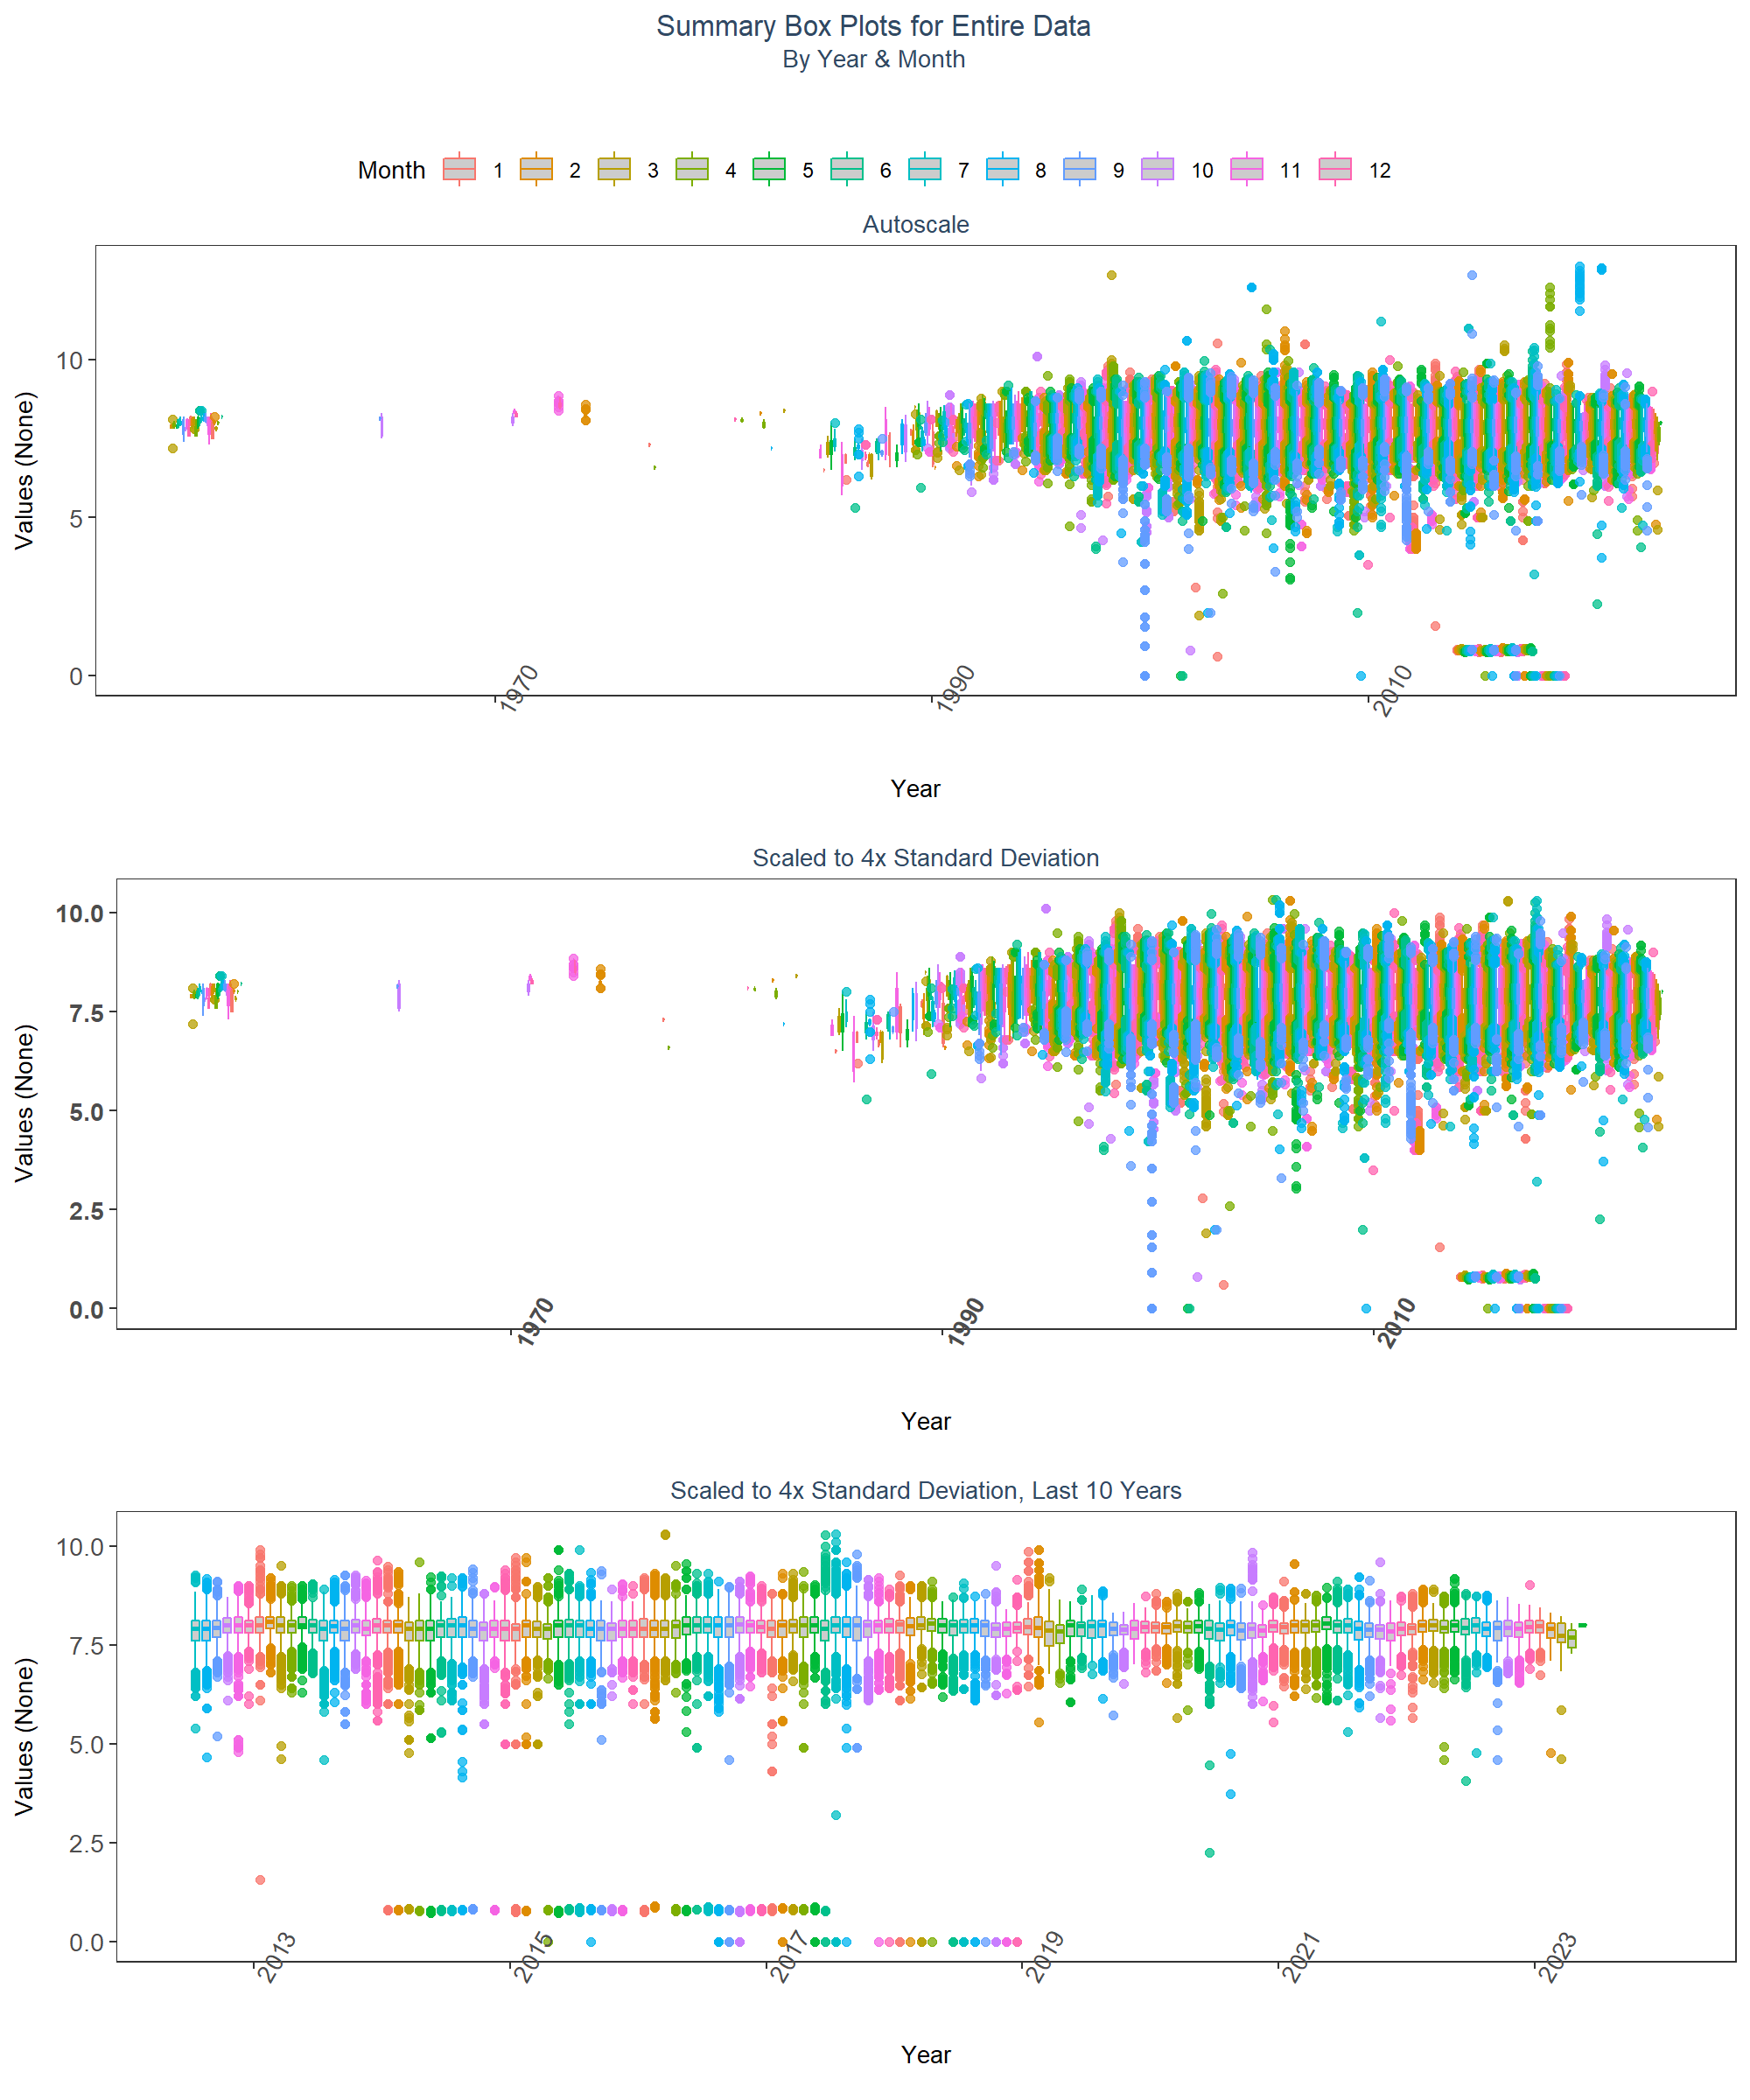 Summary Box Plots for Entire Data
By Year & Month
Month 1 2 3 4 5 6 7 8 9 10 11 12
Autoscale
Values (None)
10
5
0
1970 1990 2010
Year
Scaled to 4x Standard Deviation
Values (None)
10.0
7.5
5.0
2.5
0.0
1970 1990 2010
Year
Scaled to 4x Standard Deviation, Last 10 Years
Values (None)
10.0
7.5
5.0
2.5
0.0
2013 2015 2017 2019 2021 2023
Year